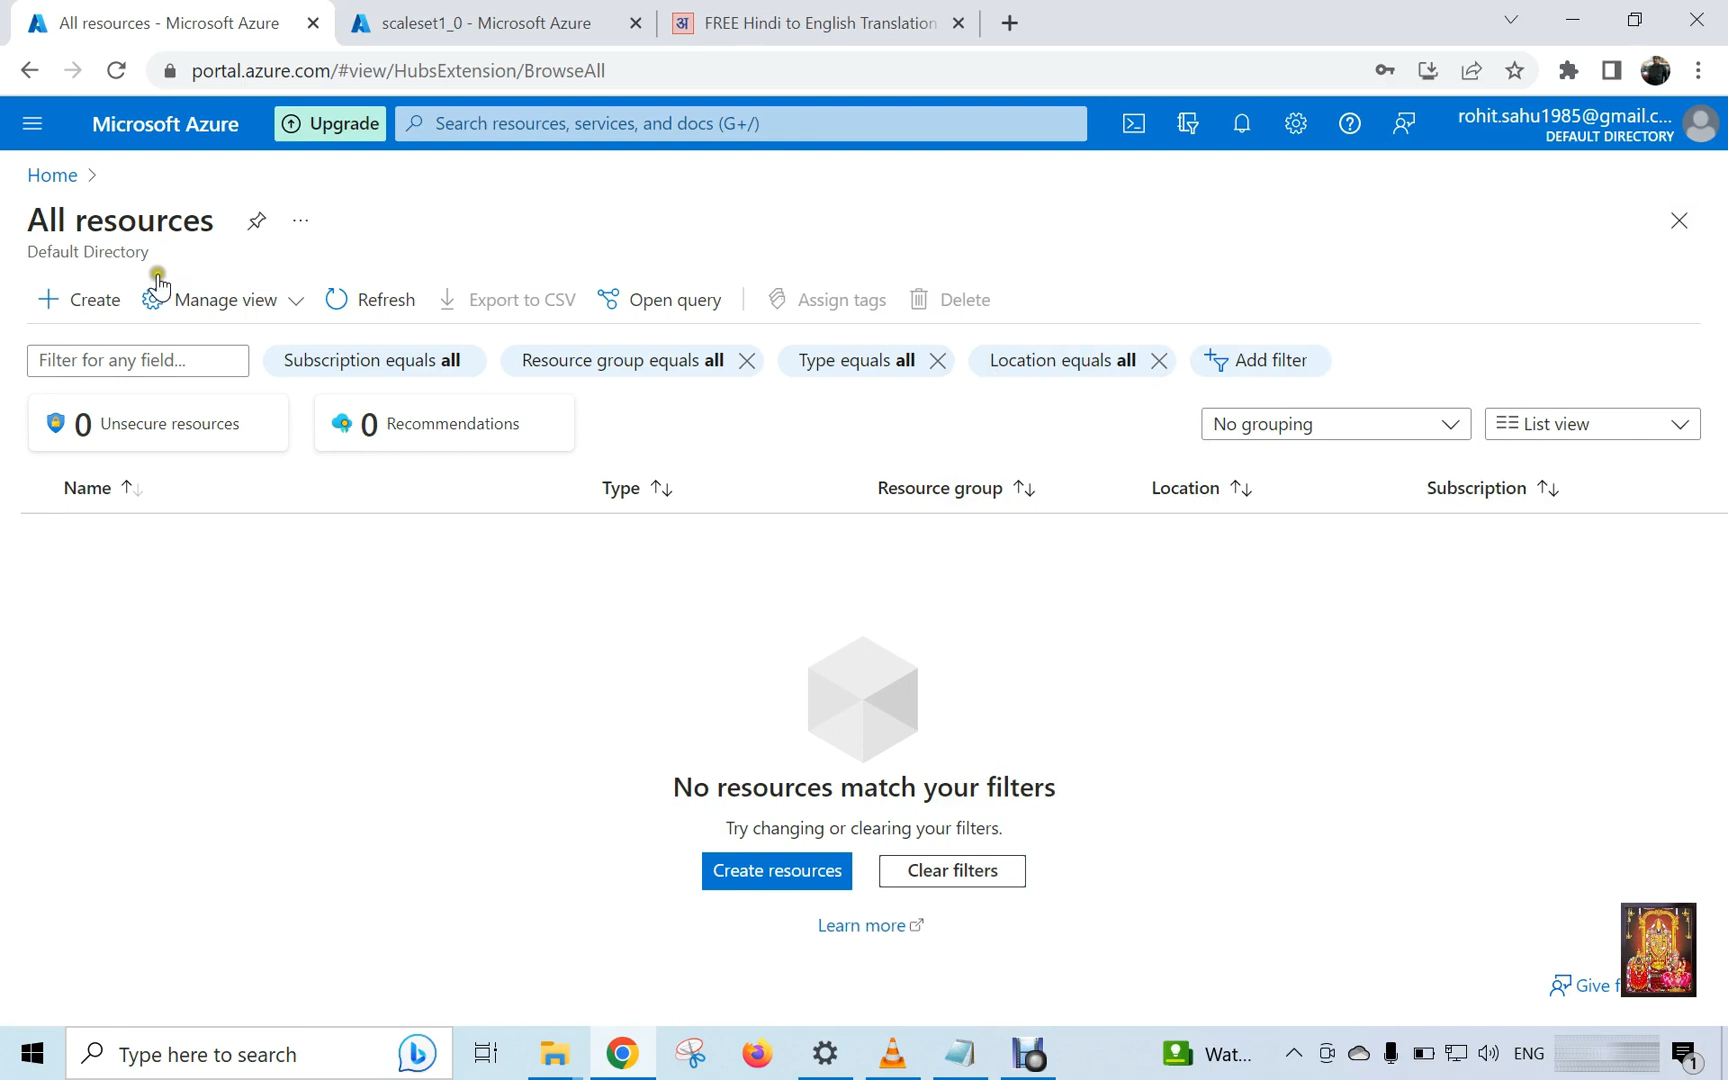 All resources - Microsoft Azure
scaleset1_0 - Microsoft Azure
अ FREE Hindi to English Translation
portal.azure.com/#view/HubsExtension/BrowseAll
Microsoft Azure
Upgrade
Search resources, services, and docs (G+/)
rohit.sahu1985@gmail.c...
DEFAULT DIRECTORY
Home
All resources
Default Directory
Create
Manage view
Refresh
Export to CSV
Open query
Assign tags
Delete
Filter for any field...
Subscription equals all
Resource group equals all
Type equals all
Location equals all
Add filter
0 Unsecure resources
0 Recommendations
No grouping
List view
Name
Type
Resource group
Location
Subscription
No resources match your filters
Try changing or clearing your filters.
Create resources
Clear filters
Learn more
Give f
Type here to search
Wat...
ENG
1